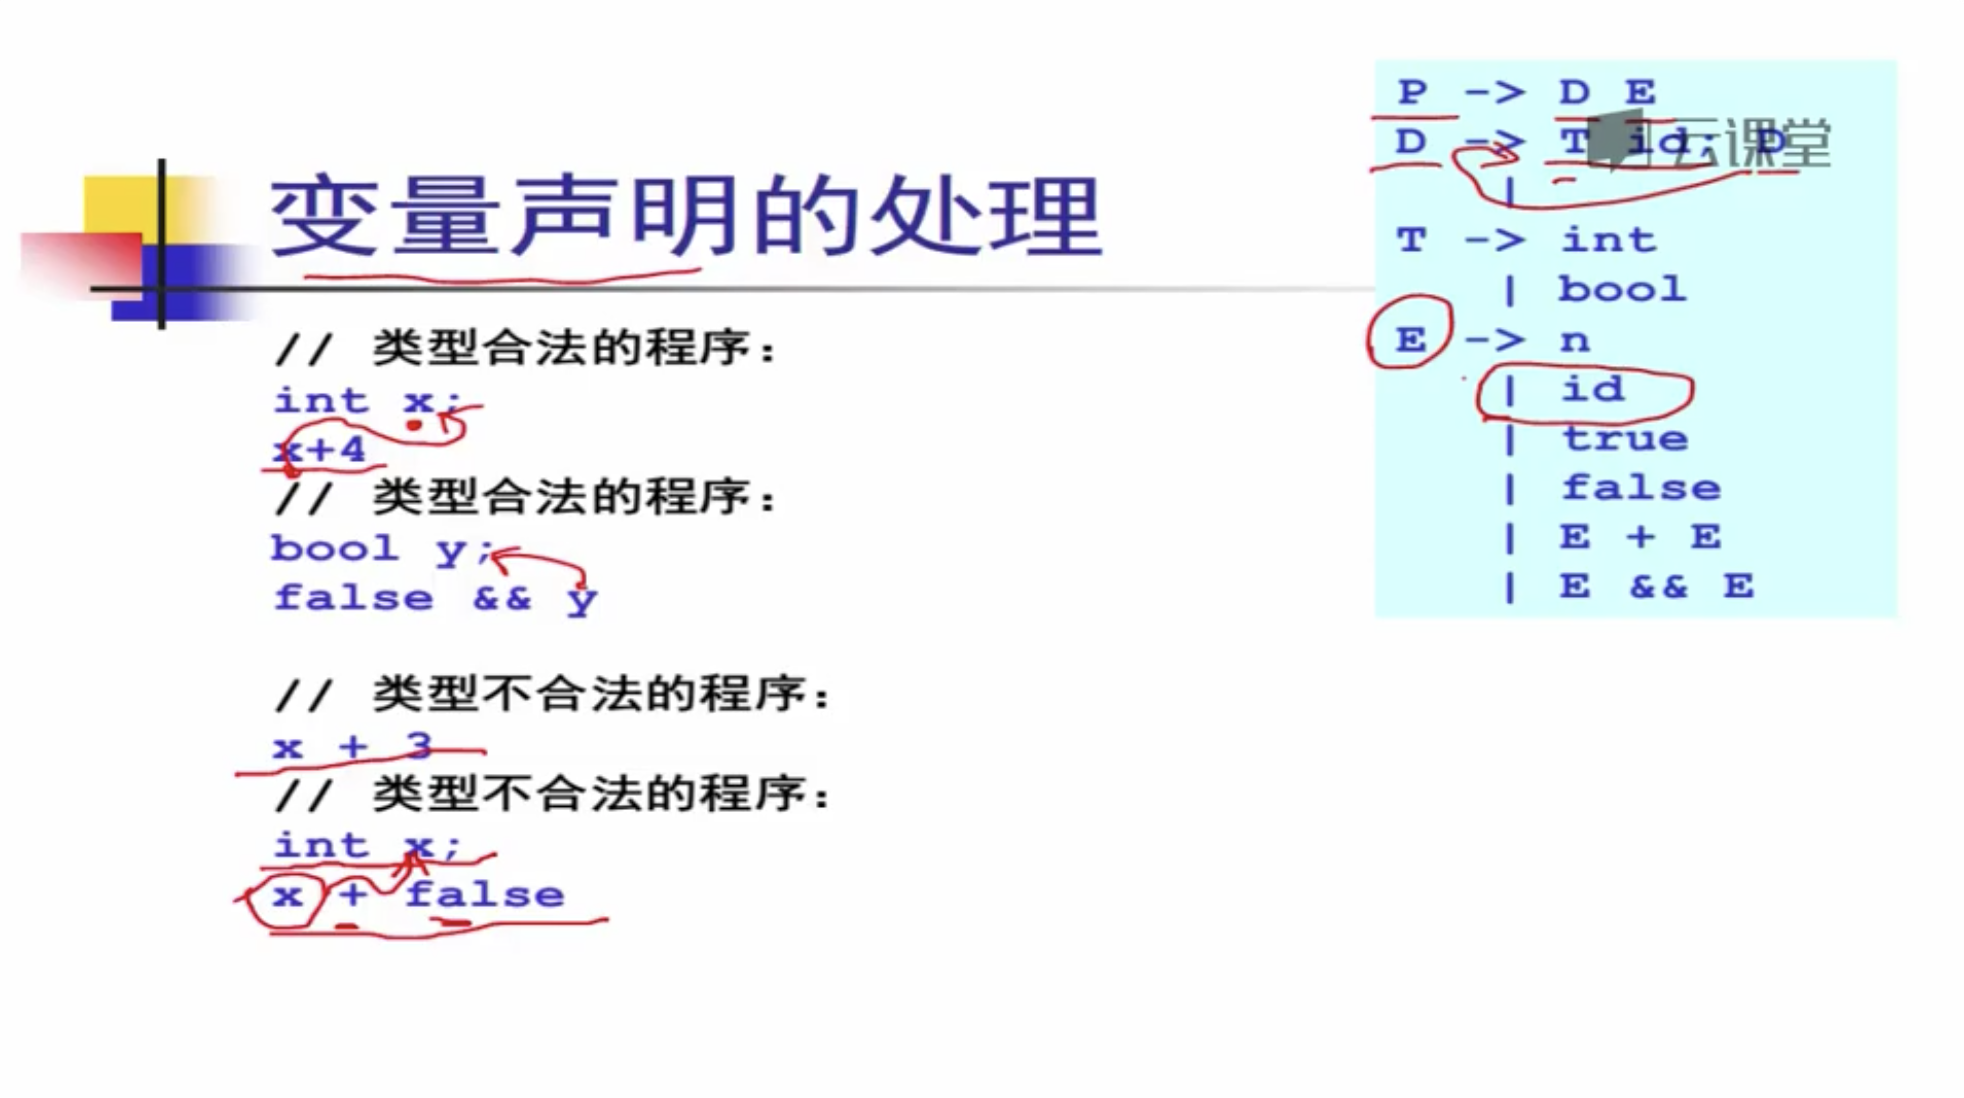 变量声明的处理
// 类型合法的程序：
int x;
x+4
// 类型合法的程序：
bool y;
false && y
// 类型不合法的程序：
x + 3
// 类型不合法的程序：
int x;
x + false
P -> D E
D -> T id; D
|
T -> int
| bool
E -> n
| id
| true
| false
| E + E
| E && E
云课堂